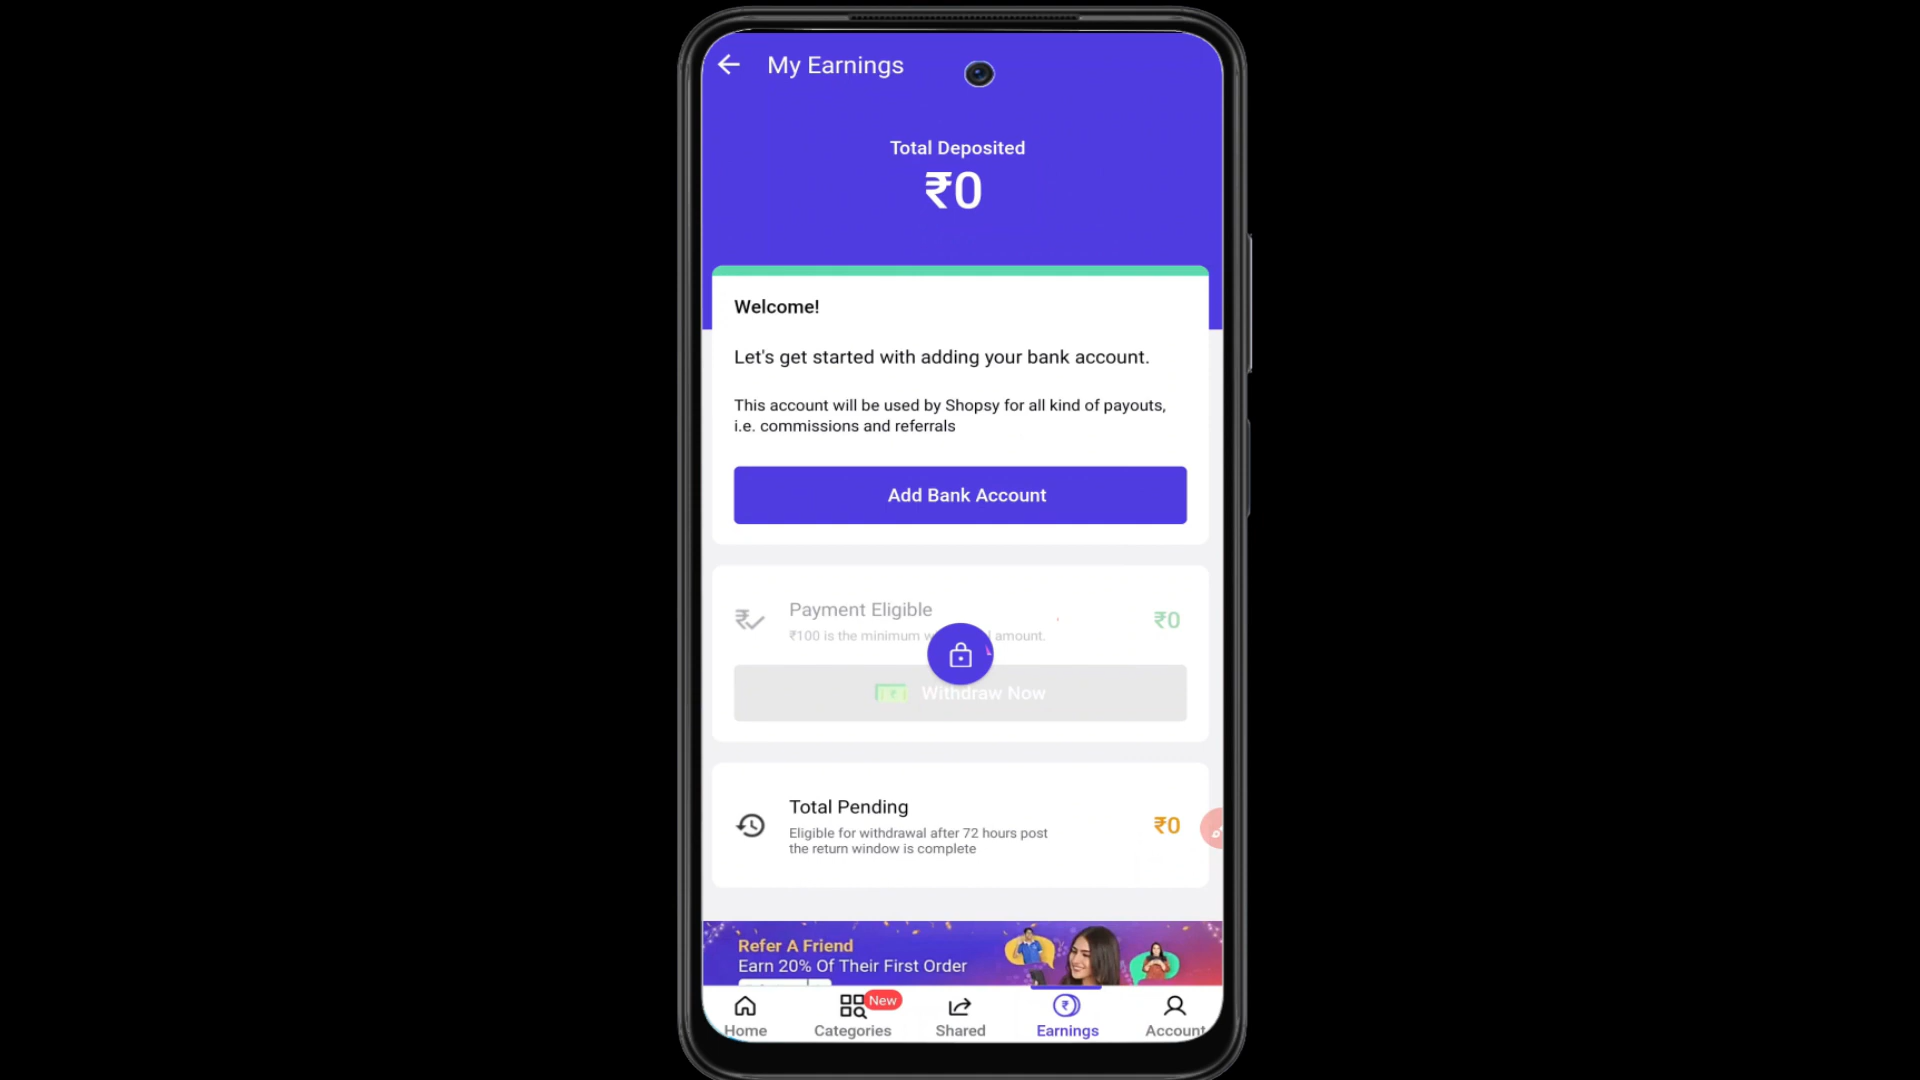 My Earnings
Total Deposited
₹0
Welcome!
Let's get started with adding your bank account.
This account will be used by Shopsy for all kind of payouts,
i.e. commissions and referrals
Add Bank Account
Payment Eligible
₹0
₹100 is the minimum amount.
Withdraw Now
Total Pending
₹0
Eligible for withdrawal after 72 hours post
the return window is complete
Refer A Friend
Earn 20% Of Their First Order
New
Home
Categories
Shared
Earnings
Account